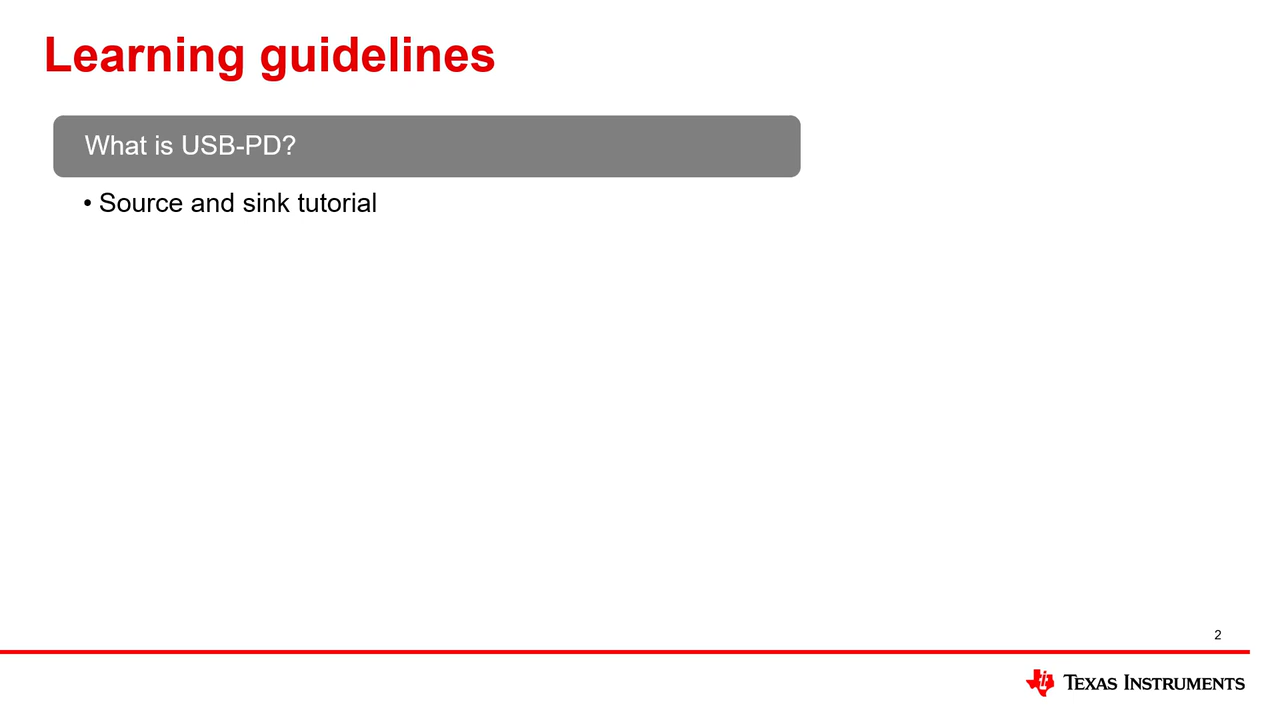 Learning guidelines
What is USB-PD?
• Source and sink tutorial
2
TEXAS INSTRUMENTS